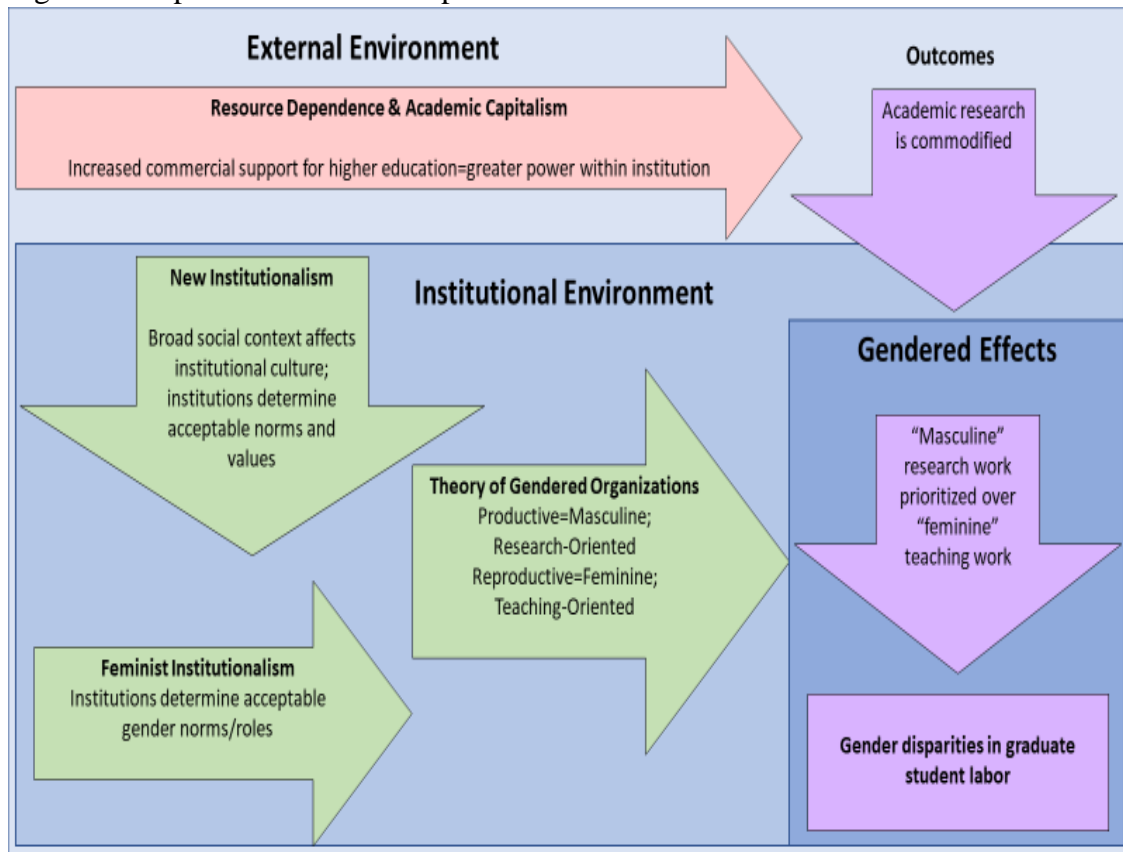 External Environment
Resource Dependence & Academic Capitalism
Increased commercial support for higher education=greater power within institution
Outcomes
Academic research
is commodified
Institutional Environment
New Institutionalism
Broad social context affects
institutional culture;
institutions determine
acceptable norms and
values
Feminist Institutionalism
Institutions determine acceptable
gender norms/roles
Theory of Gendered Organizations
Productive=Masculine;
Research-Oriented
Reproductive=Feminine;
Teaching-Oriented
Gendered Effects
“Masculine”
research work
prioritized over
“feminine”
teaching work
Gender disparities in graduate
student labor